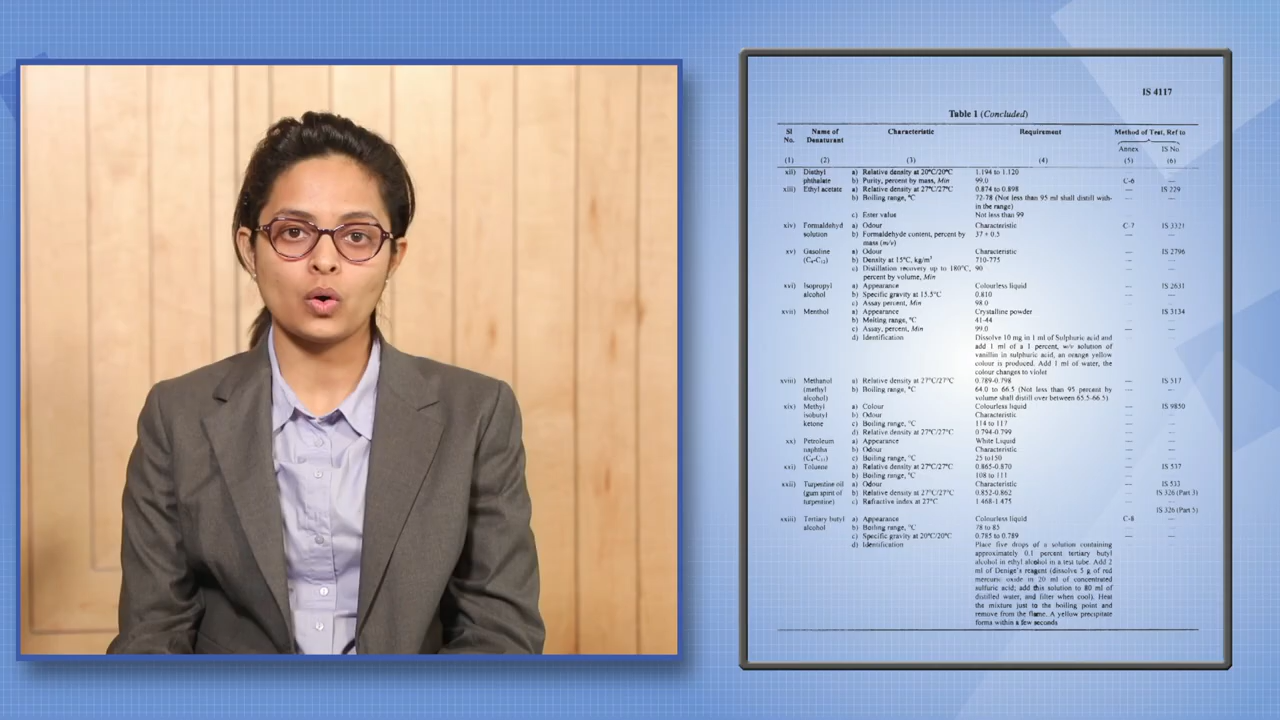 IS 4117
Table 1 (Concluded)
Sl No. Name of Denaturant Characteristic Requirement Method of Test, Ref to
Annex IS No
(1) (2) (3) (4) (5) (6)
xii) Diethyl a) Relative density at 20°C/20°C 1.194 to 1.120
phthalate b) Purity, percent by mass, Min 99.0 C-6 —
xiii) Ethyl acetate a) Relative density at 27°C/27°C 0.874 to 0.898 — IS 229
b) Boiling range, °C 72-78 (Not less than 95 ml shall distill with-
in the range)
c) Ester value Not less than 99
xiv) Formaldehyd a) Odour Characteristic C-7 IS 3321
solution b) Formaldehyde content, percent by 37 + 0.5 — —
mass (m/v)
xv) Gasoline a) Odour Characteristic — IS 2796
(C₄-C₁₂) b) Density at 15°C, kg/m³ 710-775 — —
c) Distillation recovery up to 180°C, 90 — —
percent by volume, Min
xvi) Isopropyl a) Appearance Colourless liquid — IS 2631
alcohol b) Specific gravity at 15.5°C 0.810
c) Assay percent, Min 98.0
xvii) Menthol a) Appearance Crystalline powder IS 3134
b) Melting range, °C 41-44
c) Assay, percent, Min 99.0 — —
d) Identification Dissolve 10 mg in 1 ml of Sulphuric acid and
add 1 ml of a 1 percent, w/v solution of
vanillin in sulphuric acid, an orange yellow
colour is produced. Add 1 ml of water, the
colour changes to violet
xviii) Methanol a) Relative density at 27°C/27°C 0.789-0.798 — IS 517
(methyl b) Boiling range, °C 64.0 to 66.5 (Not less than 95 percent by
alcohol) volume shall distill over between 65.5-66.5)
xix) Methyl a) Colour Colourless liquid — IS 9850
isobutyl b) Odour Characteristic
ketone c) Boiling range, °C 114 to 117
d) Relative density at 27°C/27°C 0.794-0.799
xx) Petroleum a) Appearance White Liquid — —
naphtha b) Odour Characteristic
c) Boiling range, °C 25 to150
xxi) Toluene a) Relative density at 27°C/27°C 0.865-0.870 — IS 537
b) Boiling range, °C 108 to 111
xxii) Turpentine oil a) Odour Characteristic — IS 533
(gum spirit of b) Relative density at 27°C/27°C 0.852-0.862 IS 326 (Part 3)
turpentine) c) Refractive index at 27°C 1.468-1.475
IS 326 (Part 5)
xxiii) Tertiary butyl a) Appearance Colourless liquid C-8 —
alcohol b) Boiling range, °C 78 to 85
c) Specific gravity at 20°C/20°C 0.785 to 0.789 — —
d) Identification Place five drops of a solution containing
approximately 0.1 percent tertiary butyl
alcohol in ethyl alcohol in a test tube. Add 2
ml of Denige's reagent (dissolve 5 g of red
mercuric oxide in 20 ml of concentrated
sulfuric acid; add this solution to 80 ml of
distilled water, and filter when cool). Heat
the mixture just to the boiling point and
remove from the flame. A yellow precipitate
forms within a few seconds